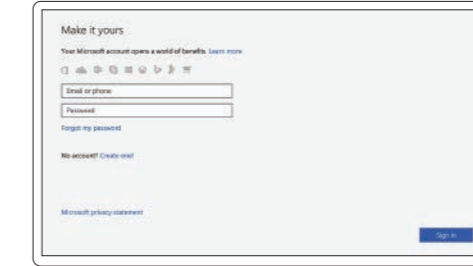 Make it yours
Your Microsoft account opens a world of benefits. Learn more
Email or phone
Password
Forgot my password
No account? Create one!
Microsoft privacy statement
Sign in